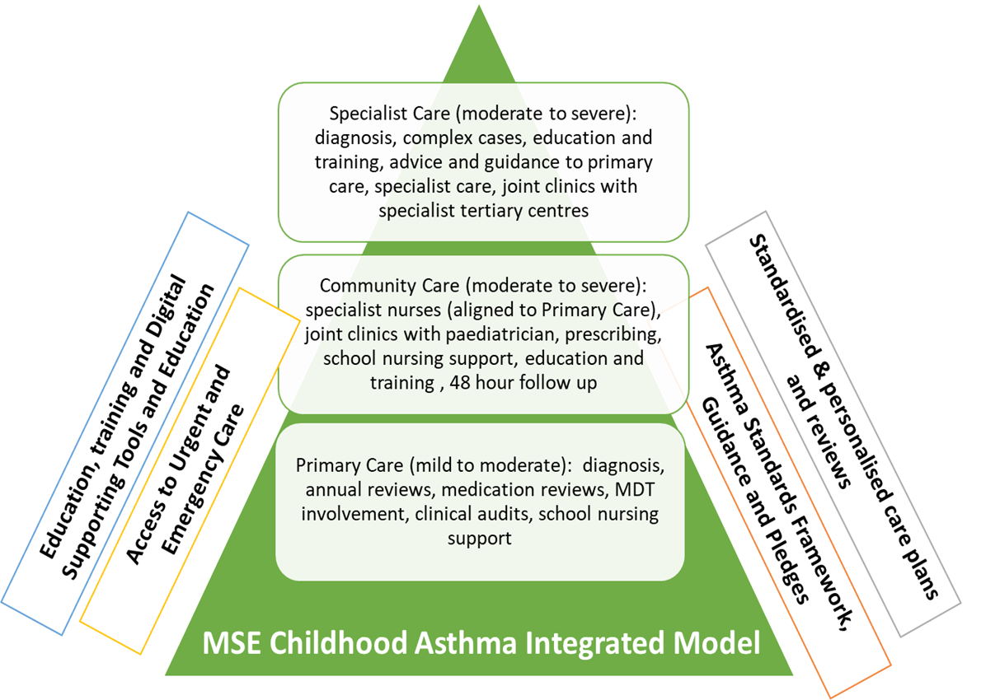 Specialist Care (moderate to severe):
diagnosis, complex cases, education and
training, advice and guidance to primary
care, specialist care, joint clinics with
specialist tertiary centres
Community Care (moderate to severe):
specialist nurses (aligned to Primary Care),
joint clinics with paediatrician, prescribing,
school nursing support, education and
training , 48 hour follow up
Primary Care (mild to moderate):  diagnosis,
annual reviews, medication reviews, MDT
involvement, clinical audits, school nursing
support
Education, training and Digital
Supporting Tools and Education
Access to Urgent and
Emergency Care
Asthma Standards Framework,
Guidance and Pledges
Standardised & personalised care plans
and reviews
MSE Childhood Asthma Integrated Model